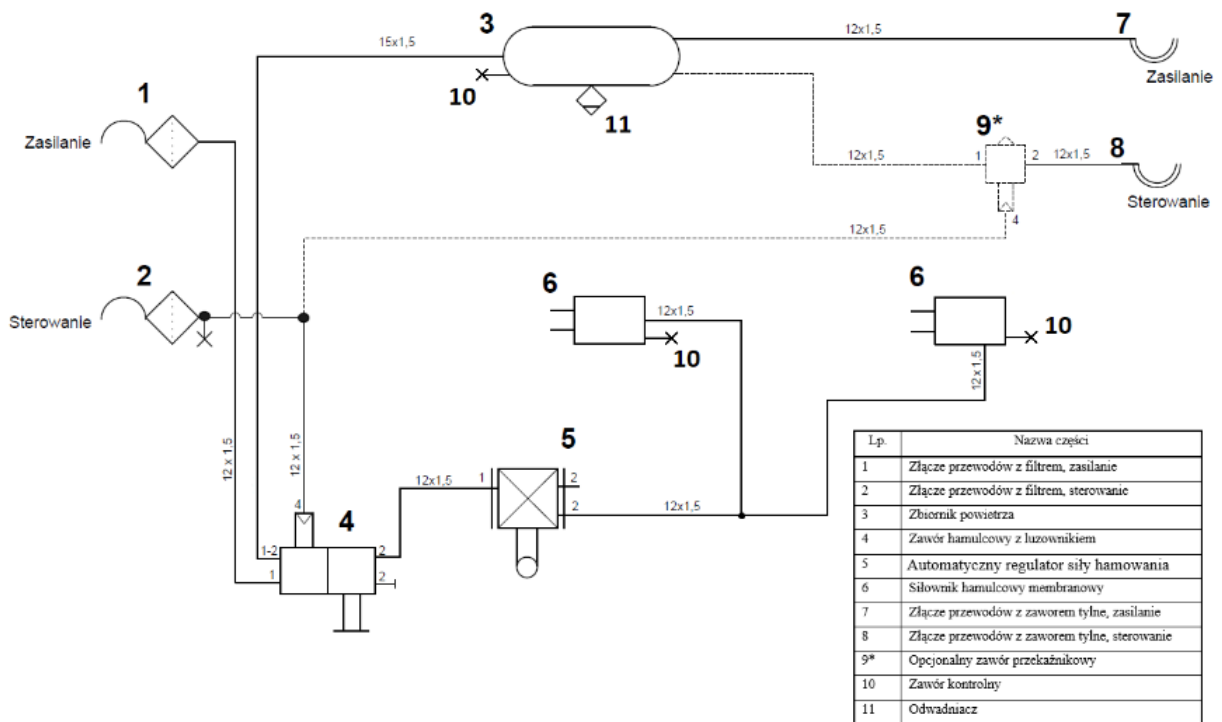 3
7
15x1,5
12x1,5
Zasilanie
10
11
1
Zasilanie
9*
8
1
12x1,5
2
12x1,5
Sterowanie
4
12x1,5
2
Sterowanie
6
12x1,5
10
6
10
12 x 1,5
12 x 1,5
12 x 1,5
5
12x1,5
1
2
2
12x1,5
4
4
1-2
1
2
2
Lp. Nazwa części
1 Złącze przewodów z filtrem, zasilanie
2 Złącze przewodów z filtrem, sterowanie
3 Zbiornik powietrza
4 Zawór hamulcowy z luzownikiem
5 Automatyczny regulator siły hamowania
6 Siłownik hamulcowy membranowy
7 Złącze przewodów z zaworem tylne, zasilanie
8 Złącze przewodów z zaworem tylne, sterowanie
9* Opcjonalny zawór przekaźnikowy
10 Zawór kontrolny
11 Odwadniacz